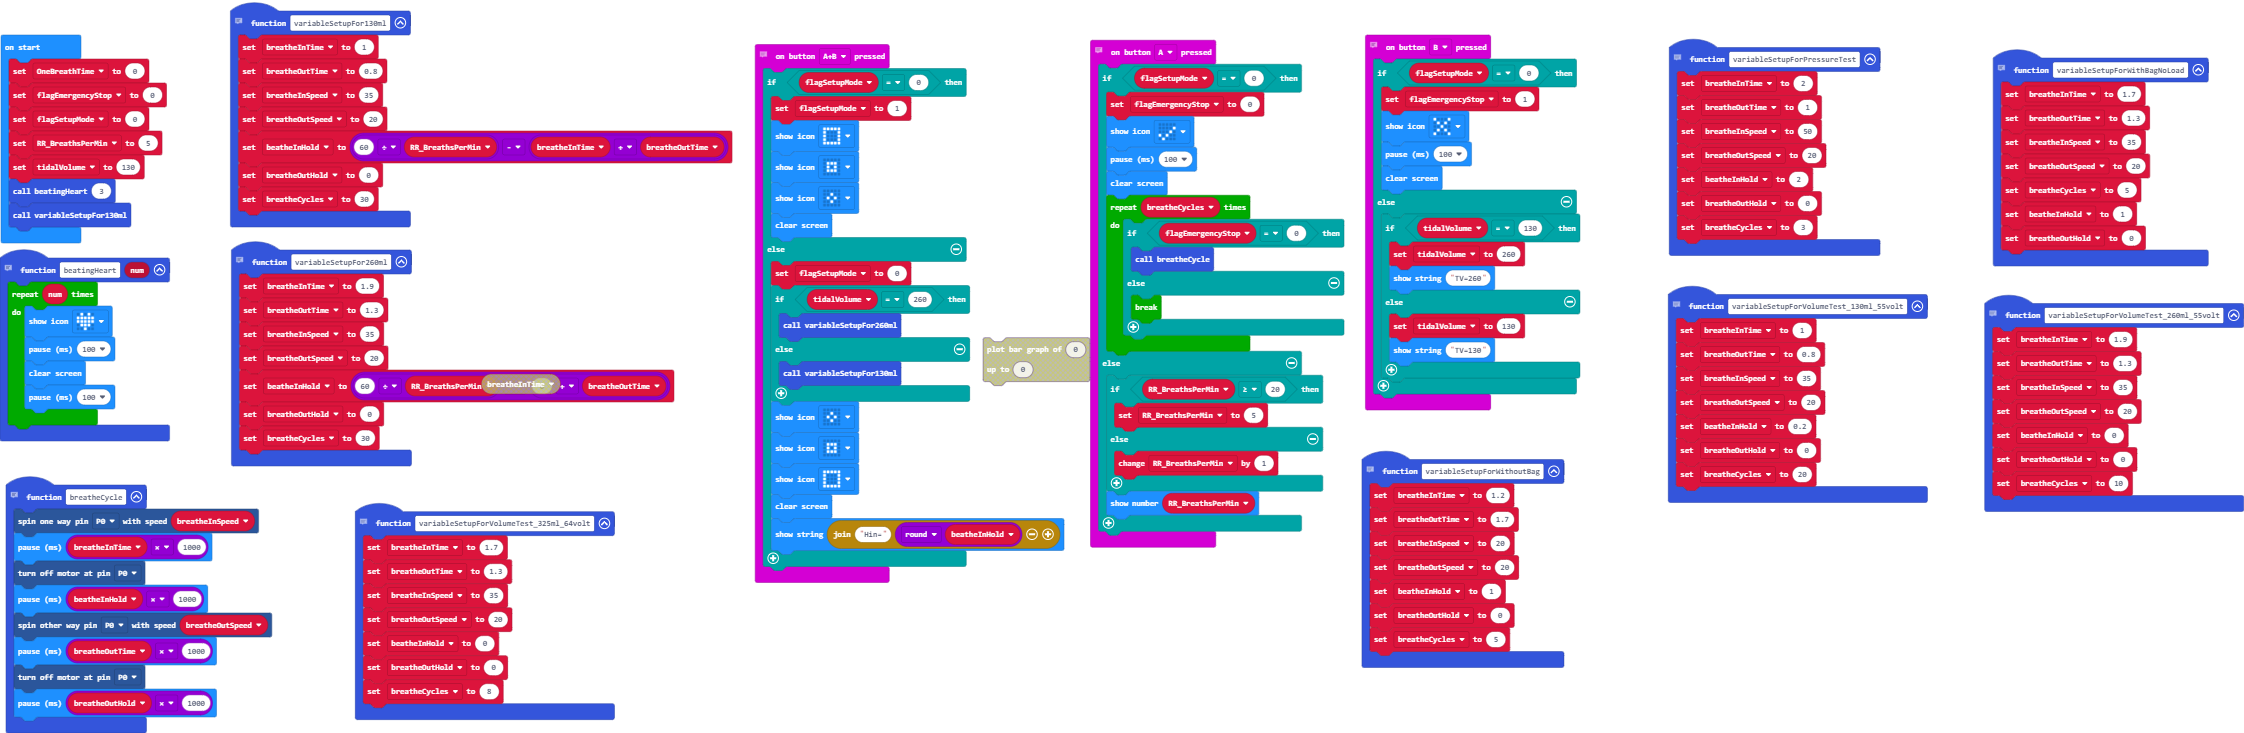 on start
set OneBreathTime to 0
set flagEmergencyStop to 0
set flagSetupMode to 0
set RR_BreathsPerMin to 5
set tidalVolume to 130
call beatingHeart 3
call variableSetupFor130ml
function beatingHeart num
repeat num times
do
show icon
pause (ms) 100
clear screen
pause (ms) 100
function breatheCycle
spin one way pin P0 with speed breatheInSpeed
pause (ms) breatheInTime × 1000
turn off motor at pin P0
pause (ms) beatheInHold × 1000
spin other way pin P0 with speed breatheOutSpeed
pause (ms) breatheOutTime × 1000
turn off motor at pin P0
pause (ms) breatheOutHold × 1000
function variableSetupFor130ml
set breatheInTime to 1
set breatheOutTime to 0.8
set breatheInSpeed to 35
set breatheOutSpeed to 20
set beatheInHold to 60 ÷ RR_BreathsPerMin - breatheInTime + breatheOutTime
set breatheOutHold to 0
set breatheCycles to 30
function variableSetupFor260ml
set breatheInTime to 1.9
set breatheOutTime to 1.3
set breatheInSpeed to 35
set breatheOutSpeed to 20
set beatheInHold to 60 ÷ RR_BreathsPerMin breatheInTime + breatheOutTime
set breatheOutHold to 0
set breatheCycles to 30
function variableSetupForVolumeTest_325ml_64volt
set breatheInTime to 1.7
set breatheOutTime to 1.3
set breatheInSpeed to 35
set breatheOutSpeed to 20
set beatheInHold to 0
set breatheOutHold to 0
set breatheCycles to 8
on button A+B pressed
if flagSetupMode = 0 then
set flagSetupMode to 1
show icon
show icon
show icon
clear screen
else
set flagSetupMode to 0
if tidalVolume = 260 then
call variableSetupFor260ml
else
call variableSetupFor130ml
show icon
show icon
show icon
clear screen
show string join "Hin=" round beatheInHold
plot bar graph of 0
up to 0
on button A pressed
if flagSetupMode = 0 then
set flagEmergencyStop to 0
show icon
pause (ms) 100
clear screen
repeat breatheCycles times
do if flagEmergencyStop = 0 then
call breatheCycle
else
break
else
if RR_BreathsPerMin ≥ 20 then
set RR_BreathsPerMin to 5
else
change RR_BreathsPerMin by 1
show number RR_BreathsPerMin
on button B pressed
if flagSetupMode = 0 then
set flagEmergencyStop to 1
show icon
pause (ms) 100
clear screen
else
if tidalVolume = 130 then
set tidalVolume to 260
show string "TV=260"
else
set tidalVolume to 130
show string "TV=130"
function variableSetupForWithoutBag
set breatheInTime to 1.2
set breatheOutTime to 1.7
set breatheInSpeed to 20
set breatheOutSpeed to 20
set beatheInHold to 1
set breatheOutHold to 0
set breatheCycles to 5
function variableSetupForPressureTest
set breatheInTime to 2
set breatheOutTime to 1
set breatheInSpeed to 50
set breatheOutSpeed to 20
set beatheInHold to 2
set breatheOutHold to 0
set breatheCycles to 3
function variableSetupForVolumeTest_130ml_55volt
set breatheInTime to 1
set breatheOutTime to 0.8
set breatheInSpeed to 35
set breatheOutSpeed to 20
set beatheInHold to 0.2
set breatheOutHold to 0
set breatheCycles to 20
function variableSetupForWithBagNoLoad
set breatheInTime to 1.7
set breatheOutTime to 1.3
set breatheInSpeed to 35
set breatheOutSpeed to 20
set breatheCycles to 5
set beatheInHold to 1
set breatheOutHold to 0
function variableSetupForVolumeTest_260ml_55volt
set breatheInTime to 1.9
set breatheOutTime to 1.3
set breatheInSpeed to 35
set breatheOutSpeed to 20
set beatheInHold to 0
set breatheOutHold to 0
set breatheCycles to 10